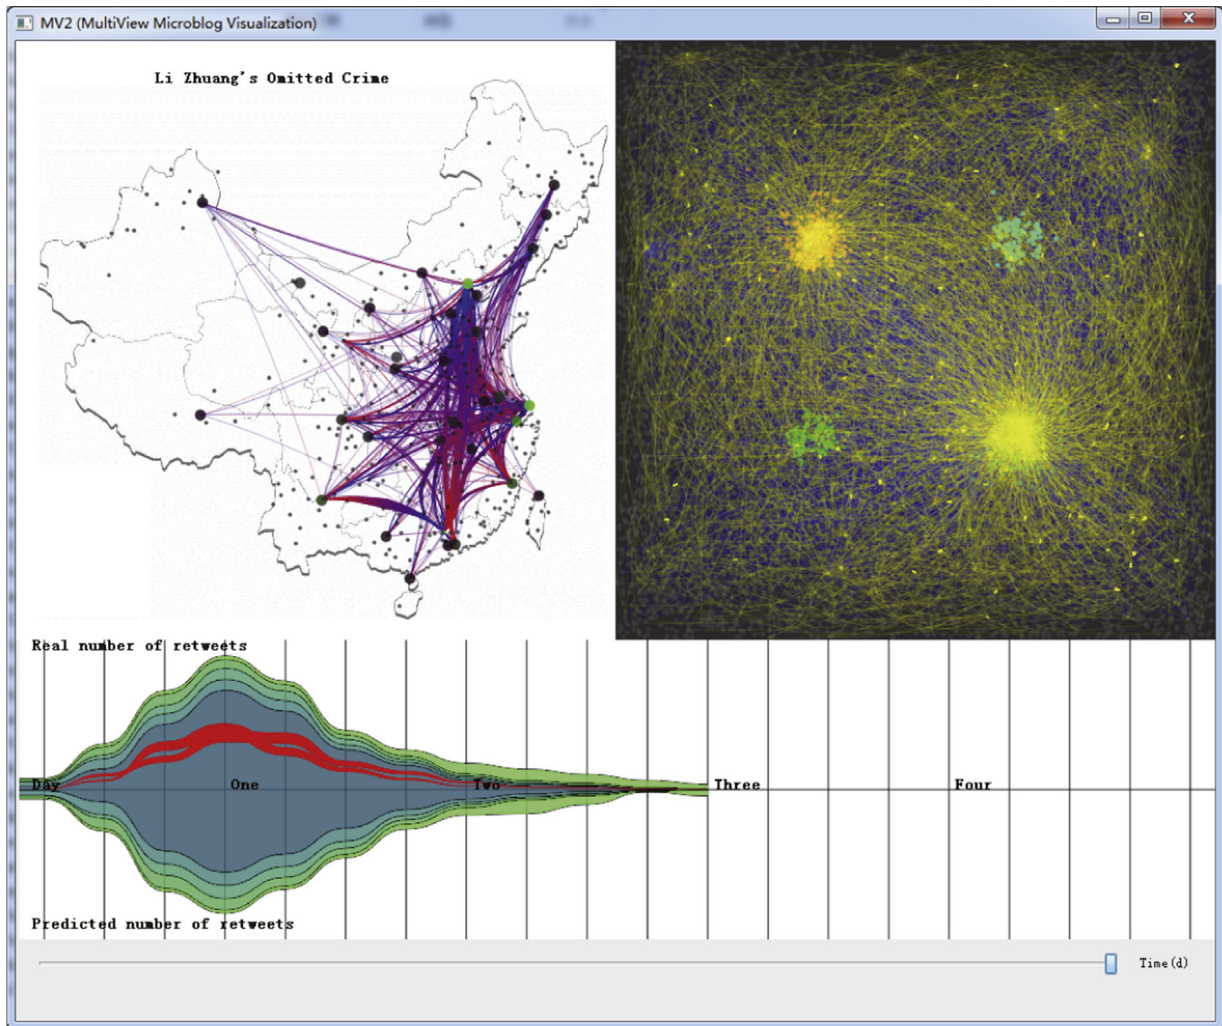 MV2 (MultiView Microblog Visualization)
Li Zhuang's Omitted Crime
Real number of retweets
Day One Two Three Four
Predicted number of retweets
Time(d)